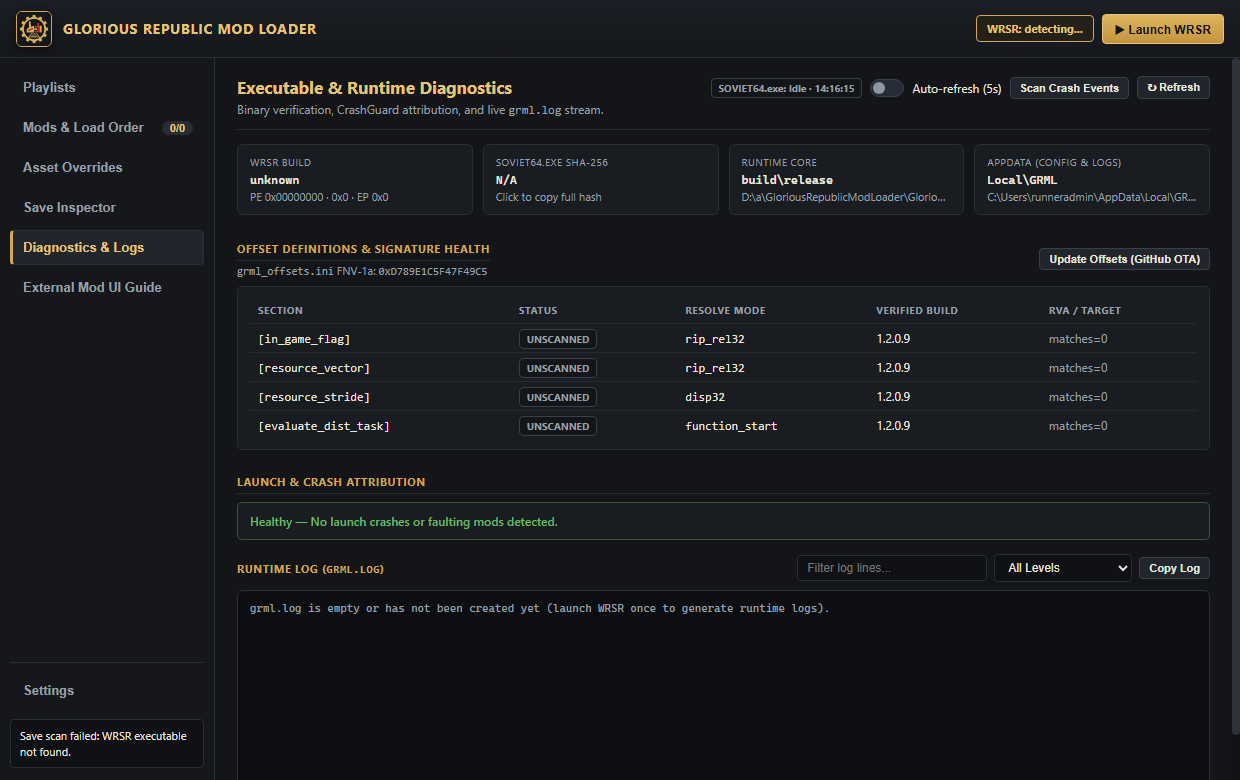 GLORIOUS REPUBLIC MOD LOADER
WRSR: detecting...
▶ Launch WRSR
Playlists
Mods & Load Order 0/0
Asset Overrides
Save Inspector
Diagnostics & Logs
External Mod UI Guide
Settings
Save scan failed: WRSR executable
not found.
Executable & Runtime Diagnostics
Binary verification, CrashGuard attribution, and live grml.log stream.
SOVIET64.exe: Idle · 14:16:15
Auto-refresh (5s)
Scan Crash Events
↻ Refresh
WRSR BUILD
unknown
PE 0x00000000 · 0x0 · EP 0x0
SOVIET64.EXE SHA-256
N/A
Click to copy full hash
RUNTIME CORE
build\release
D:\a\GloriousRepublicModLoader\Glorio...
APPDATA (CONFIG & LOGS)
Local\GRML
C:\Users\runneradmin\AppData\Local\GR...
OFFSET DEFINITIONS & SIGNATURE HEALTH
grml_offsets.ini FNV-1a: 0xD789E1C5F47F49C5
Update Offsets (GitHub OTA)
SECTION STATUS RESOLVE MODE VERIFIED BUILD RVA / TARGET
[in_game_flag] UNSCANNED rip_rel32 1.2.0.9 matches=0
[resource_vector] UNSCANNED rip_rel32 1.2.0.9 matches=0
[resource_stride] UNSCANNED disp32 1.2.0.9 matches=0
[evaluate_dist_task] UNSCANNED function_start 1.2.0.9 matches=0
LAUNCH & CRASH ATTRIBUTION
Healthy — No launch crashes or faulting mods detected.
RUNTIME LOG (GRML.LOG)
Filter log lines...
All Levels
Copy Log
grml.log is empty or has not been created yet (launch WRSR once to generate runtime logs).